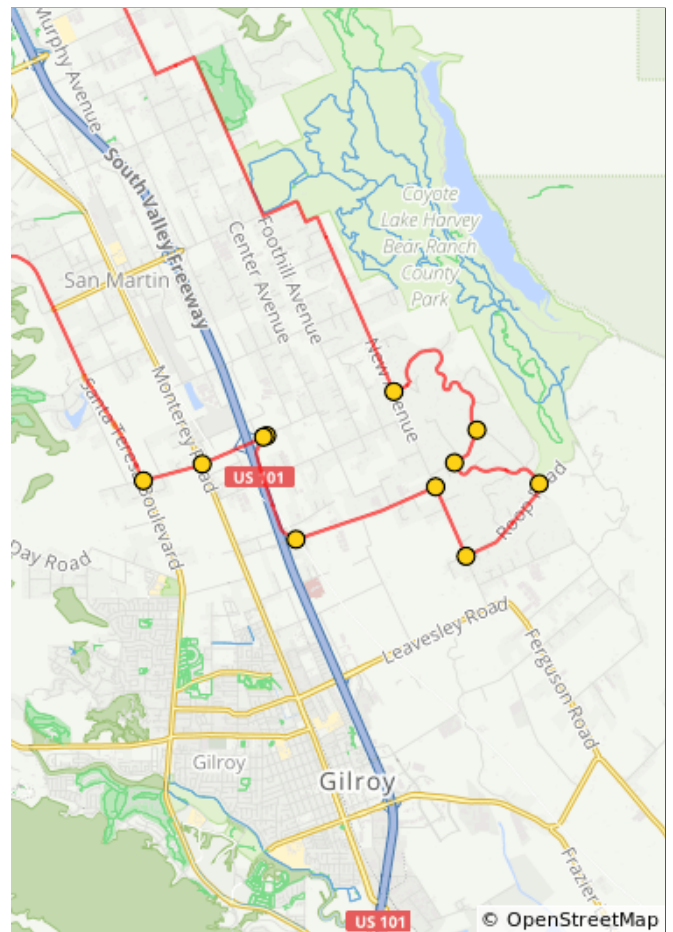 Murphy Avenue
South Valley Freeway
Coyote
Lake Harvey
Bear Ranch
County
Park
Foothill Avenue
Center Avenue
San Martin
New Avenue
Monterey Road
Santa Teresa Boulevard
US 101
Roop Road
Day Road
Leavesley Road
Ferguson Road
Gilroy
Gilroy
Frazier
US 101
© OpenStreetMap